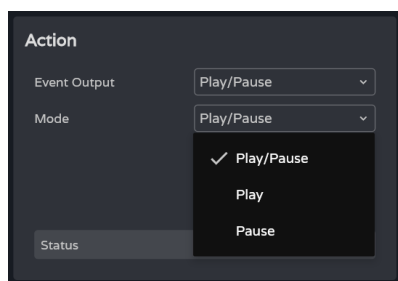 Action
Event Output
Play/Pause
Mode
Play/Pause
Play/Pause
Play
Pause
Status